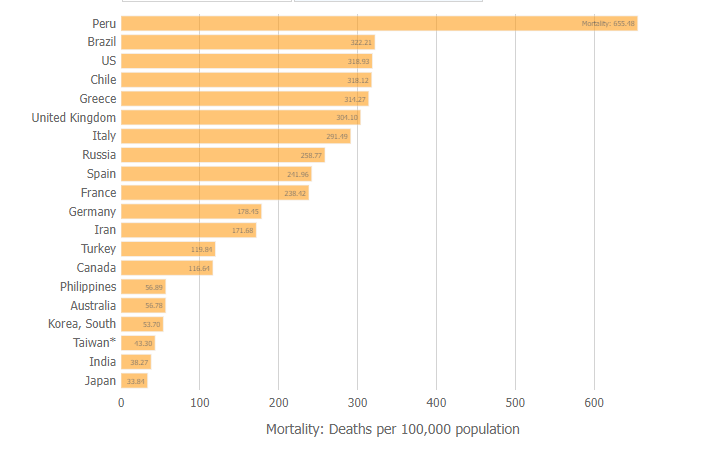 Peru Mortality: 655.48
Brazil 322.21
US 318.93
Chile 318.12
Greece 314.27
United Kingdom 304.10
Italy 291.49
Russia 258.77
Spain 241.96
France 238.42
Germany 178.45
Iran 171.68
Turkey 119.84
Canada 116.64
Philippines 56.89
Australia 56.78
Korea, South 53.70
Taiwan* 43.30
India 38.27
Japan 33.84
0 100 200 300 400 500 600
Mortality: Deaths per 100,000 population